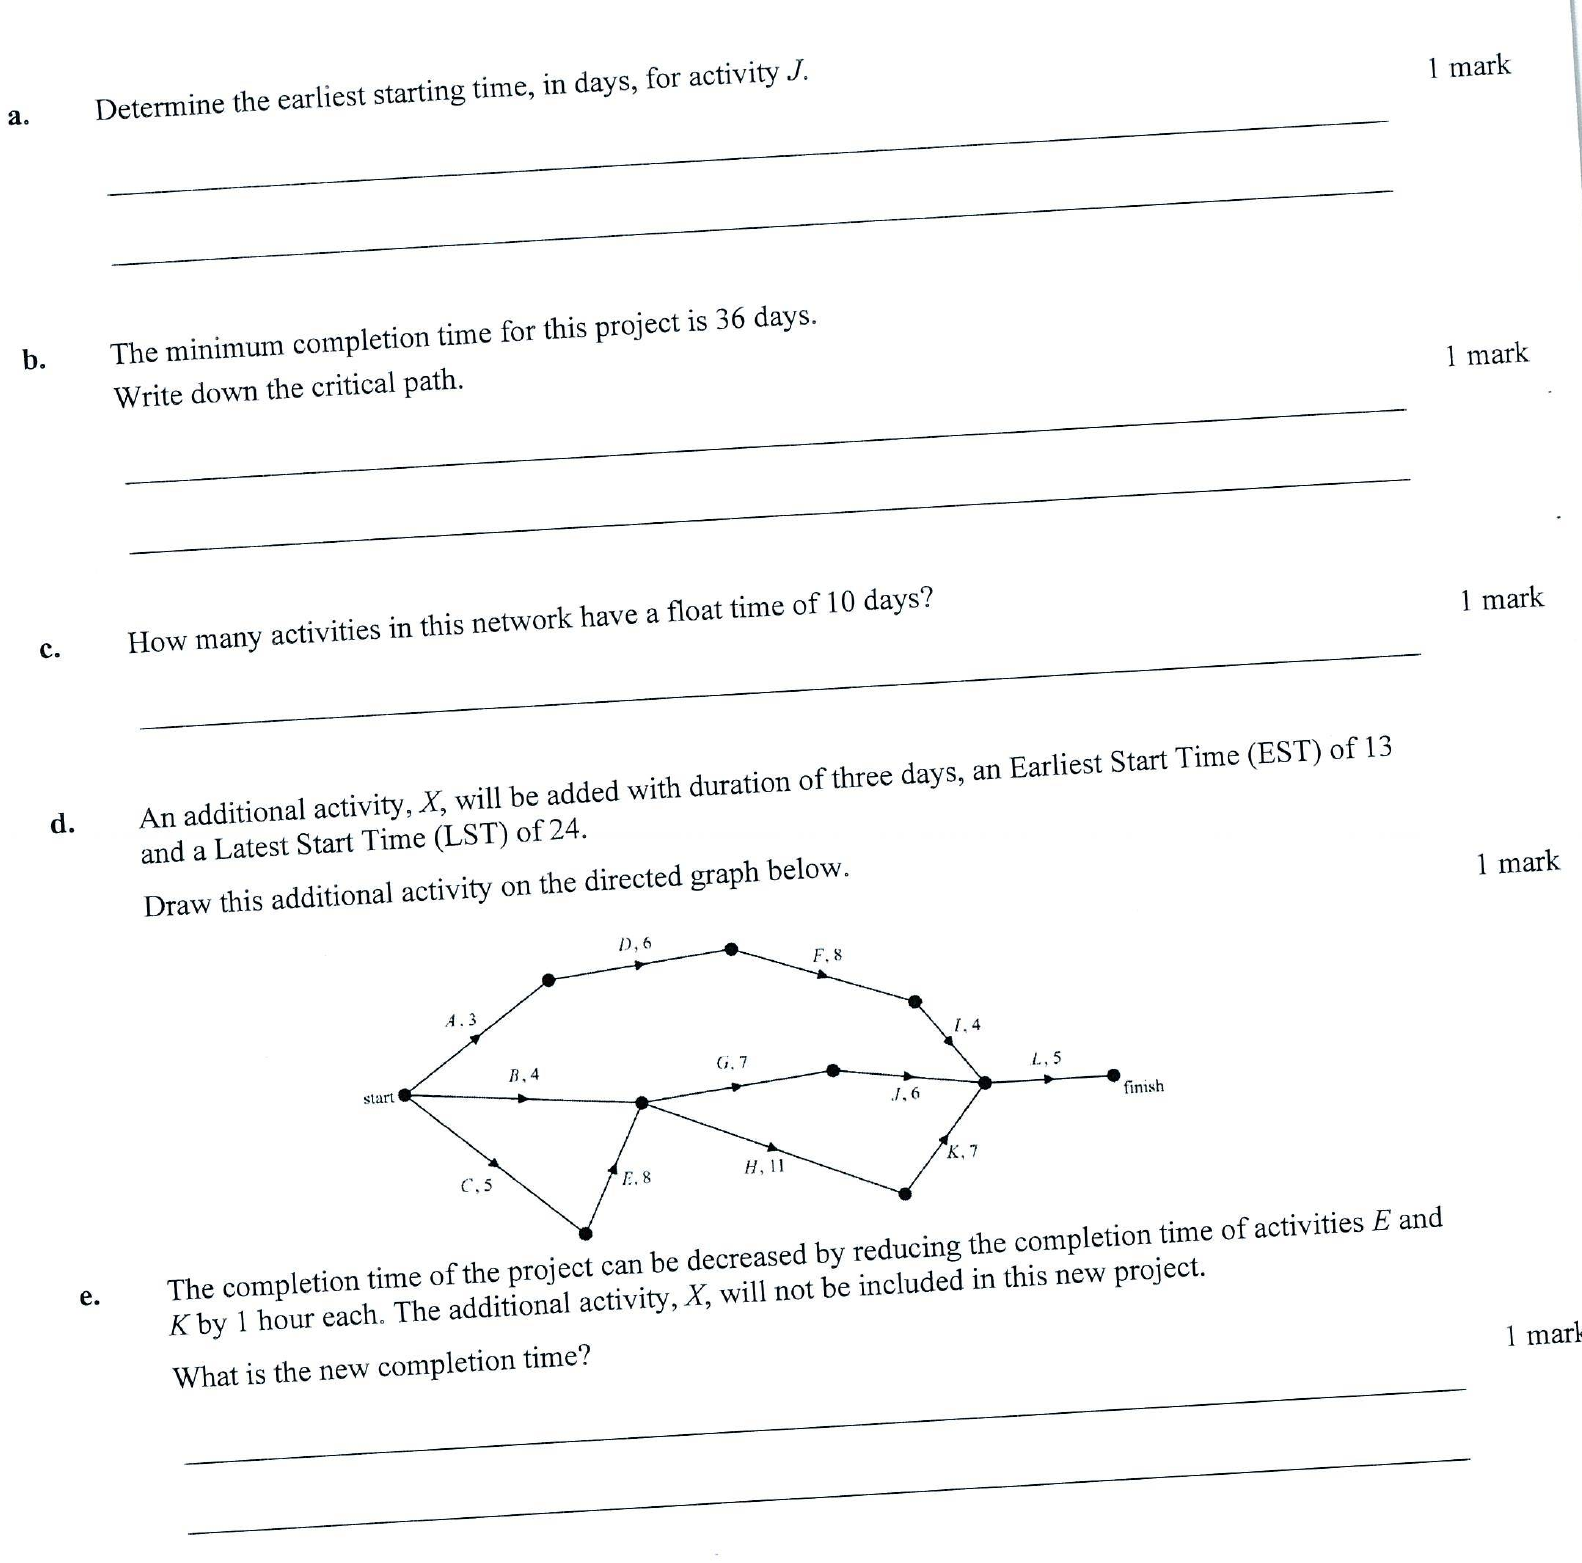 a. Determine the earliest starting time, in days, for activity J.
1 mark
b. The minimum completion time for this project is 36 days.
Write down the critical path.
1 mark
c. How many activities in this network have a float time of 10 days?
1 mark
d. An additional activity, X, will be added with duration of three days, an Earliest Start Time (EST) of 13
and a Latest Start Time (LST) of 24.
Draw this additional activity on the directed graph below.
1 mark
D, 6
F, 8
A, 3
I, 4
B, 4
G, 7
L, 5
start
J, 6
finish
C, 5
E, 8
H, 11
K, 7
e. The completion time of the project can be decreased by reducing the completion time of activities E and
K by 1 hour each. The additional activity, X, will not be included in this new project.
What is the new completion time?
1 mark